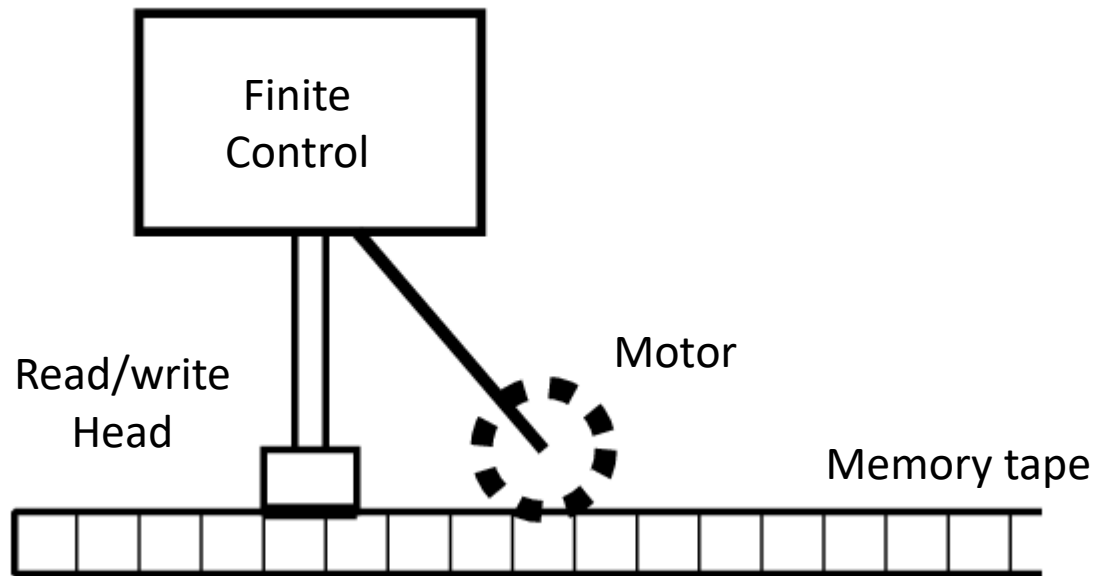 Finite
Control
Read/write
Head
Motor
Memory tape